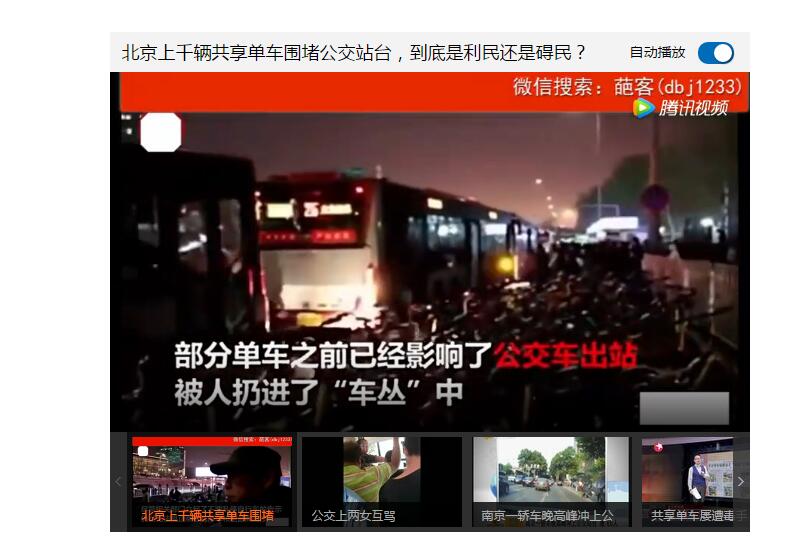 北京上千辆共享单车围堵公交站台，到底是利民还是碍民？
自动播放
微信搜索：葩客(dbj1233)
腾讯视频
部分单车之前已经影响了公交车出站
被人扔进了“车丛”中
北京上千辆共享单车围堵
公交上两女互骂
南京一轿车晚高峰冲上公
共享单车屡遭毒手